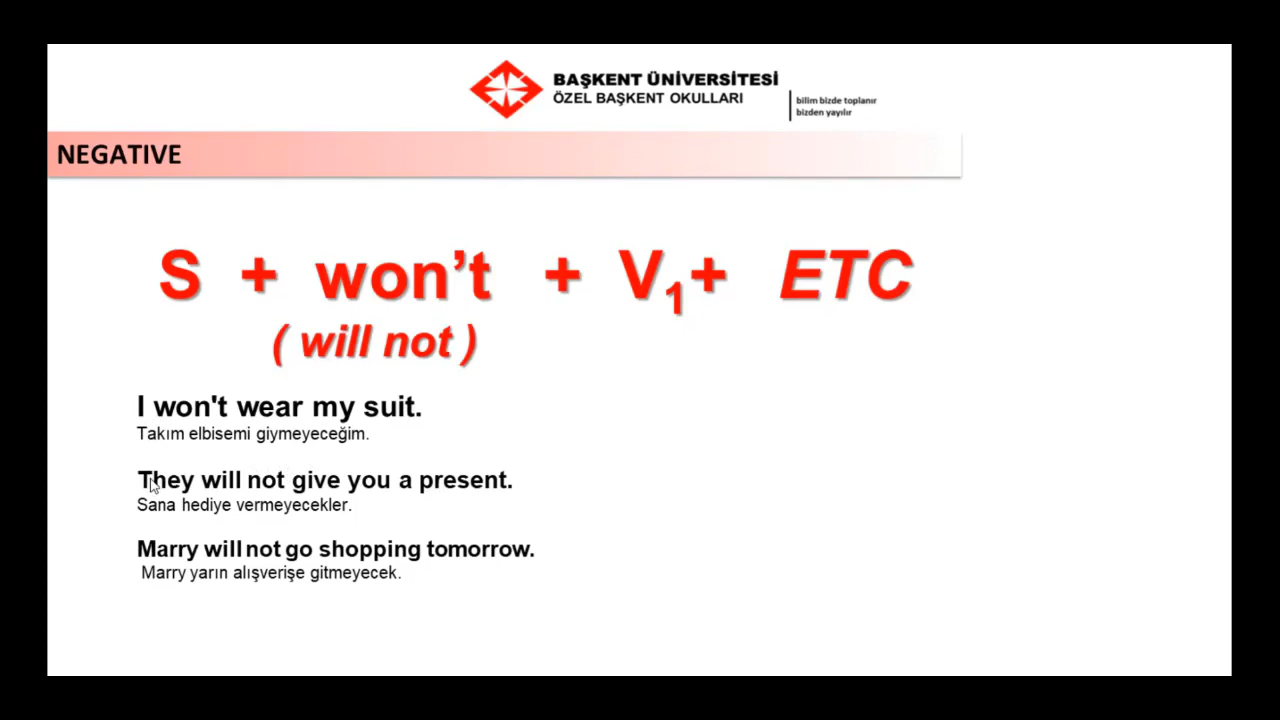 BAŞKENT ÜNİVERSİTESİ
ÖZEL BAŞKENT OKULLARI
bilim bizde toplanır
bizden yayılır
NEGATIVE
S + won’t + V1+ ETC
( will not )
I won't wear my suit.
Takım elbisemi giymeyeceğim.
They will not give you a present.
Sana hediye vermeyecekler.
Marry will not go shopping tomorrow.
Marry yarın alışverişe gitmeyecek.